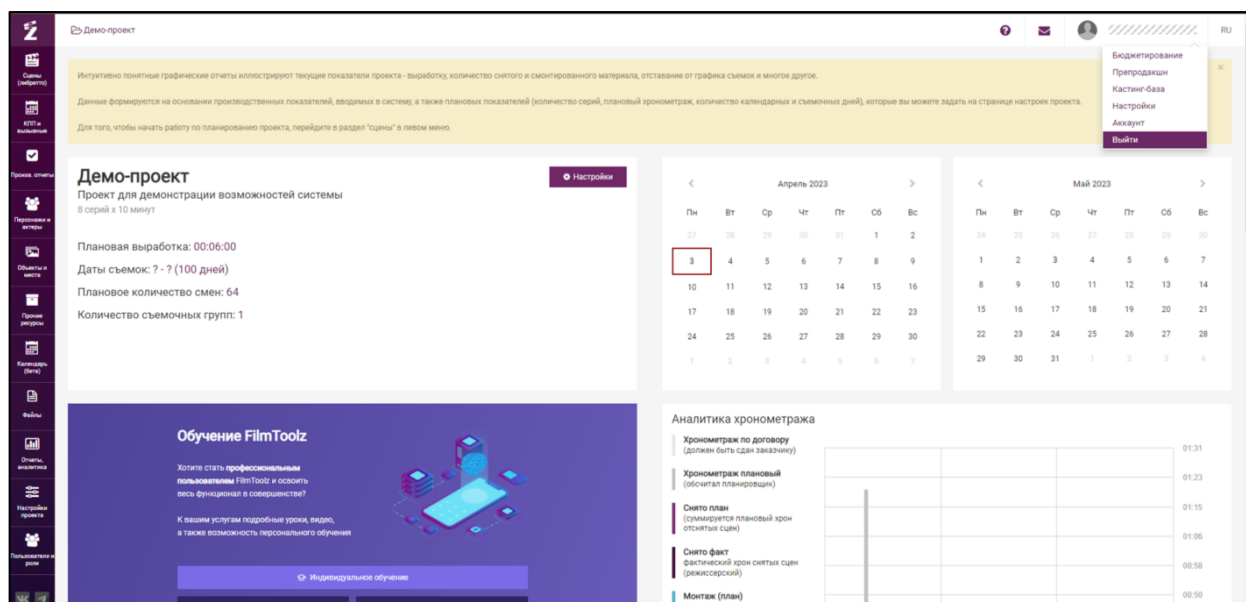 Демо-проект
RU
Бюджетирование
Препродакшн
Кастинг-база
Настройки
Аккаунт
Выйти
Сцены
(либретто)
КПП и
вызывные
Произв. отчеты
Персонажи и
актеры
Объекты и
места
Прочие
ресурсы
Календарь
(бета)
Файлы
Отчеты,
аналитика
Настройки
проекта
Пользователи и
роли
Интуитивно понятные графические отчеты иллюстрируют текущие показатели проекта - выработку, количество снятого и смонтированного материала, отставание от графика съемок и многое другое.
Данные формируются на основании производственных показателей, вводимых в систему, а также плановых показателей (количество серий, плановый хронометраж, количество календарных и съемочных дней), которые вы можете задать на странице настроек проекта.
Для того, чтобы начать работу по планированию проекта, перейдите в раздел "сцены" в левом меню.
Демо-проект
Настройки
Проект для демонстрации возможностей системы
8 серий x 10 минут
Плановая выработка: 00:06:00
Даты съемок: ? - ? (100 дней)
Плановое количество смен: 64
Количество съемочных групп: 1
Апрель 2023
Пн Вт Ср Чт Пт Сб Вс
27 28 29 30 31 1 2
3 4 5 6 7 8 9
10 11 12 13 14 15 16
17 18 19 20 21 22 23
24 25 26 27 28 29 30
1 2 3 4 5 6 7
Май 2023
Пн Вт Ср Чт Пт Сб Вс
24 25 26 27 28 29 30
1 2 3 4 5 6 7
8 9 10 11 12 13 14
15 16 17 18 19 20 21
22 23 24 25 26 27 28
29 30 31 1 2 3 4
Обучение FilmToolz
Хотите стать профессиональным
пользователем FilmToolz и освоить
весь функционал в совершенстве?
К вашим услугам подробные уроки, видео,
а также возможность персонального обучения
Индивидуальное обучение
Аналитика хронометража
Хронометраж по договору
(должен быть сдан заказчику)
Хронометраж плановый
(обсчитал планировщик)
Снято план
(суммируется плановый хрон
отснятых сцен)
Снято факт
фактический хрон снятых сцен
(режиссерский)
Монтаж (план)
01:31
01:23
01:15
01:06
00:58
00:50